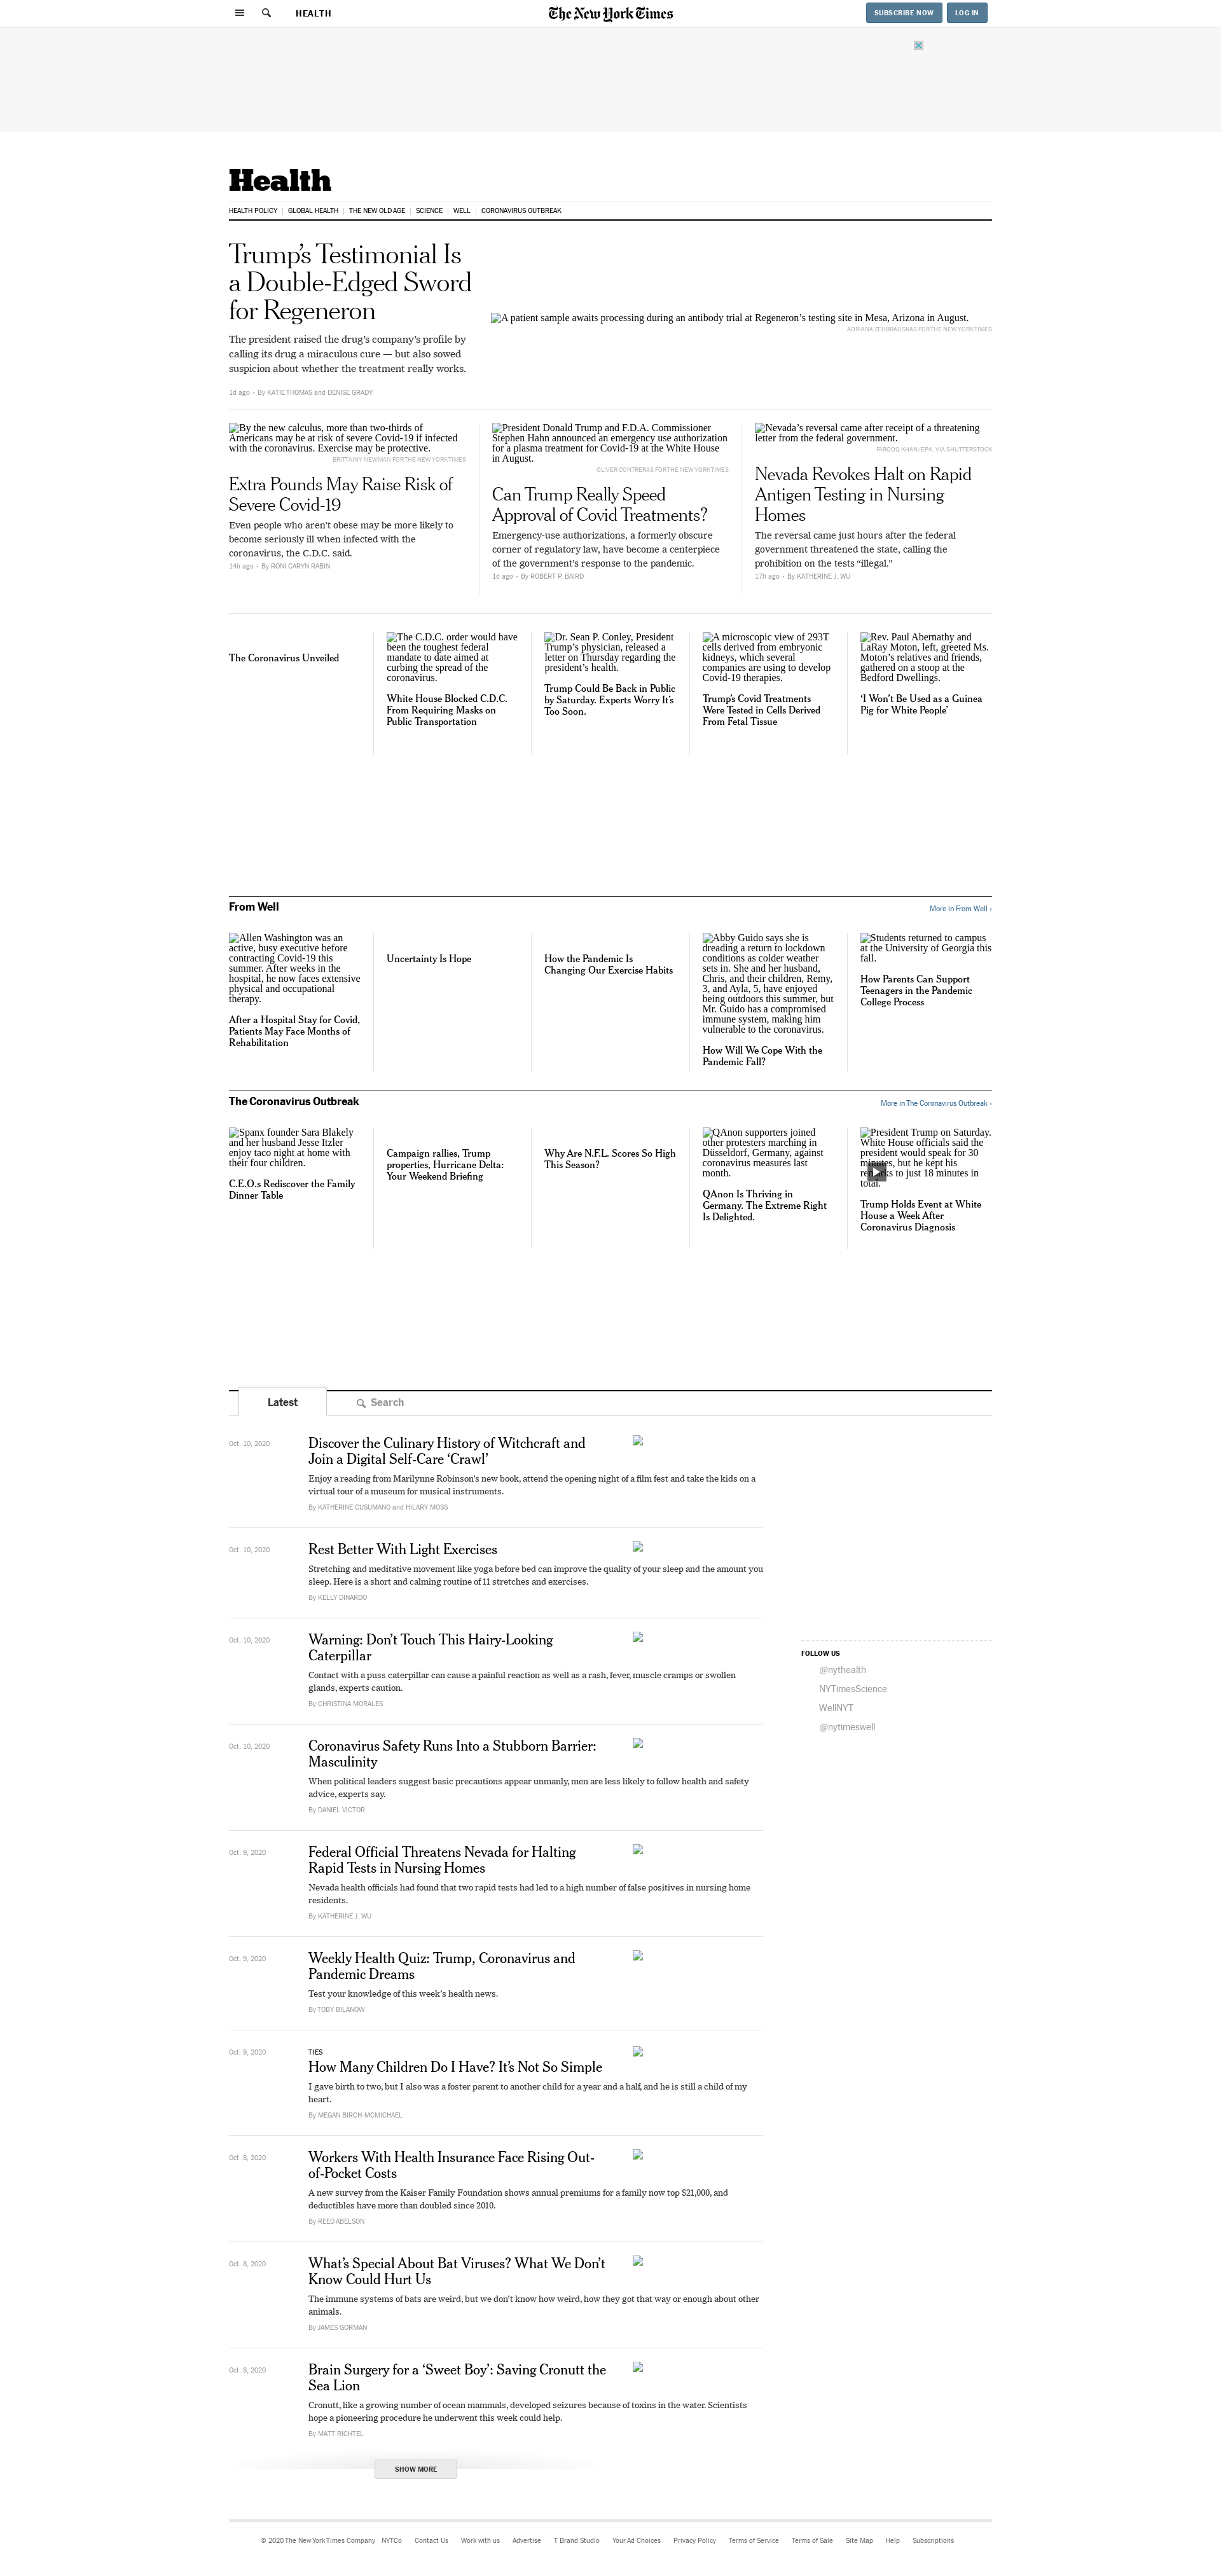 HEALTH
The New York Times
SUBSCRIBE NOW
LOG IN
Health
HEALTH POLICY | GLOBAL HEALTH | THE NEW OLD AGE | SCIENCE | WELL | CORONAVIRUS OUTBREAK
Trump’s Testimonial Is
a Double-Edged Sword
for Regeneron
The president raised the drug’s company’s profile by
calling its drug a miraculous cure — but also sowed
suspicion about whether the treatment really works.
1d ago • By KATIE THOMAS and DENISE GRADY
A patient sample awaits processing during an antibody trial at Regeneron’s testing site in Mesa, Arizona in August.
ADRIANA ZEHBRAUSKAS FOR THE NEW YORK TIMES
By the new calculus, more than two-thirds of
Americans may be at risk of severe Covid-19 if infected
with the coronavirus. Exercise may be protective.
BRITTAINY NEWMAN FOR THE NEW YORK TIMES
Extra Pounds May Raise Risk of
Severe Covid-19
Even people who aren’t obese may be more likely to
become seriously ill when infected with the
coronavirus, the C.D.C. said.
14h ago • By RONI CARYN RABIN
President Donald Trump and F.D.A. Commissioner
Stephen Hahn announced an emergency use authorization
for a plasma treatment for Covid-19 at the White House
in August.
OLIVER CONTRERAS FOR THE NEW YORK TIMES
Can Trump Really Speed
Approval of Covid Treatments?
Emergency-use authorizations, a formerly obscure
corner of regulatory law, have become a centerpiece
of the government’s response to the pandemic.
1d ago • By ROBERT P. BAIRD
Nevada’s reversal came after receipt of a threatening
letter from the federal government.
FAROOQ KHAN/EPA, VIA SHUTTERSTOCK
Nevada Revokes Halt on Rapid
Antigen Testing in Nursing
Homes
The reversal came just hours after the federal
government threatened the state, calling the
prohibition on the tests “illegal.”
17h ago • By KATHERINE J. WU
The Coronavirus Unveiled
The C.D.C. order would have
been the toughest federal
mandate to date aimed at
curbing the spread of the
coronavirus.
White House Blocked C.D.C.
From Requiring Masks on
Public Transportation
Dr. Sean P. Conley, President
Trump’s physician, released a
letter on Thursday regarding the
president’s health.
Trump Could Be Back in Public
by Saturday. Experts Worry It’s
Too Soon.
A microscopic view of 293T
cells derived from embryonic
kidneys, which several
companies are using to develop
Covid-19 therapies.
Trump’s Covid Treatments
Were Tested in Cells Derived
From Fetal Tissue
Rev. Paul Abernathy and
LaRay Moton, left, greeted Ms.
Moton’s relatives and friends,
gathered on a stoop at the
Bedford Dwellings.
‘I Won’t Be Used as a Guinea
Pig for White People’
From Well
More in From Well ›
Allen Washington was an
active, busy executive before
contracting Covid-19 this
summer. After weeks in the
hospital, he now faces extensive
physical and occupational
therapy.
After a Hospital Stay for Covid,
Patients May Face Months of
Rehabilitation
Uncertainty Is Hope
How the Pandemic Is
Changing Our Exercise Habits
Abby Guido says she is
dreading a return to lockdown
conditions as colder weather
sets in. She and her husband,
Chris, and their children, Remy,
3, and Ayla, 5, have enjoyed
being outdoors this summer, but
Mr. Guido has a compromised
immune system, making him
vulnerable to the coronavirus.
How Will We Cope With the
Pandemic Fall?
Students returned to campus
at the University of Georgia this
fall.
How Parents Can Support
Teenagers in the Pandemic
College Process
The Coronavirus Outbreak
More in The Coronavirus Outbreak ›
Spanx founder Sara Blakely
and her husband Jesse Itzler
enjoy taco night at home with
their four children.
C.E.O.s Rediscover the Family
Dinner Table
Campaign rallies, Trump
properties, Hurricane Delta:
Your Weekend Briefing
Why Are N.F.L. Scores So High
This Season?
QAnon supporters joined
other protesters marching in
Düsseldorf, Germany, against
coronavirus measures last
month.
QAnon Is Thriving in
Germany. The Extreme Right
Is Delighted.
President Trump on Saturday.
White House officials said the
president would speak for 30
minutes, but he kept his
remarks to just 18 minutes in
total.
Trump Holds Event at White
House a Week After
Coronavirus Diagnosis
Latest
Search
Oct. 10, 2020
Discover the Culinary History of Witchcraft and
Join a Digital Self-Care ‘Crawl’
Enjoy a reading from Marilynne Robinson’s new book, attend the opening night of a film fest and take the kids on a
virtual tour of a museum for musical instruments.
By KATHERINE CUSUMANO and HILARY MOSS
Oct. 10, 2020
Rest Better With Light Exercises
Stretching and meditative movement like yoga before bed can improve the quality of your sleep and the amount you
sleep. Here is a short and calming routine of 11 stretches and exercises.
By KELLY DINARDO
Oct. 10, 2020
Warning: Don’t Touch This Hairy-Looking
Caterpillar
Contact with a puss caterpillar can cause a painful reaction as well as a rash, fever, muscle cramps or swollen
glands, experts caution.
By CHRISTINA MORALES
FOLLOW US
@nythealth
NYTimesScience
WellNYT
@nytimeswell
Oct. 10, 2020
Coronavirus Safety Runs Into a Stubborn Barrier:
Masculinity
When political leaders suggest basic precautions appear unmanly, men are less likely to follow health and safety
advice, experts say.
By DANIEL VICTOR
Oct. 9, 2020
Federal Official Threatens Nevada for Halting
Rapid Tests in Nursing Homes
Nevada health officials had found that two rapid tests had led to a high number of false positives in nursing home
residents.
By KATHERINE J. WU
Oct. 9, 2020
Weekly Health Quiz: Trump, Coronavirus and
Pandemic Dreams
Test your knowledge of this week’s health news.
By TOBY BILANOW
Oct. 9, 2020
TIES
How Many Children Do I Have? It’s Not So Simple
I gave birth to two, but I also was a foster parent to another child for a year and a half, and he is still a child of my
heart.
By MEGAN BIRCH-MCMICHAEL
Oct. 8, 2020
Workers With Health Insurance Face Rising Out-
of-Pocket Costs
A new survey from the Kaiser Family Foundation shows annual premiums for a family now top $21,000, and
deductibles have more than doubled since 2010.
By REED ABELSON
Oct. 8, 2020
What’s Special About Bat Viruses? What We Don’t
Know Could Hurt Us
The immune systems of bats are weird, but we don’t know how weird, how they got that way or enough about other
animals.
By JAMES GORMAN
Oct. 8, 2020
Brain Surgery for a ‘Sweet Boy’: Saving Cronutt the
Sea Lion
Cronutt, like a growing number of ocean mammals, developed seizures because of toxins in the water. Scientists
hope a pioneering procedure he underwent this week could help.
By MATT RICHTEL
SHOW MORE
© 2020 The New York Times Company NYTCo Contact Us Work with us Advertise T Brand Studio Your Ad Choices Privacy Policy Terms of Service Terms of Sale Site Map Help Subscriptions